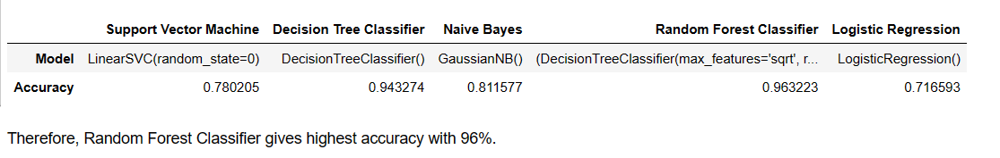 Support Vector Machine Decision Tree Classifier Naive Bayes Random Forest Classifier Logistic Regression
Model LinearSVC(random_state=0) DecisionTreeClassifier() GaussianNB() (DecisionTreeClassifier(max_features='sqrt', r... LogisticRegression()
Accuracy 0.780205 0.943274 0.811577 0.963223 0.716593
Therefore, Random Forest Classifier gives highest accuracy with 96%.